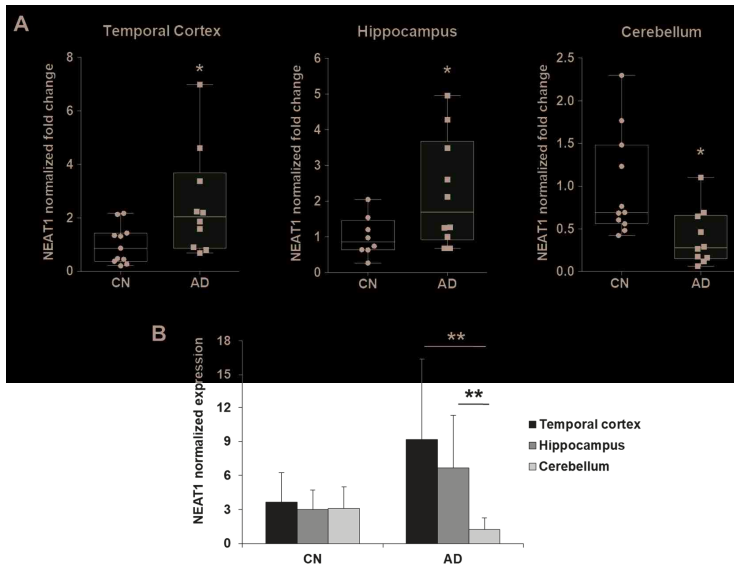 A
Temporal Cortex
Hippocampus
Cerebellum
NEAT1 normalized fold change
8
6
4
2
0
*
CN
AD
NEAT1 normalized fold change
6
5
4
3
2
1
0
*
CN
AD
NEAT1 normalized fold change
2.5
2.0
1.5
1.0
0.5
0.0
*
CN
AD
B
NEAT1 normalized expression
18
15
12
9
6
3
0
**
**
CN
AD
Temporal cortex
Hippocampus
Cerebellum